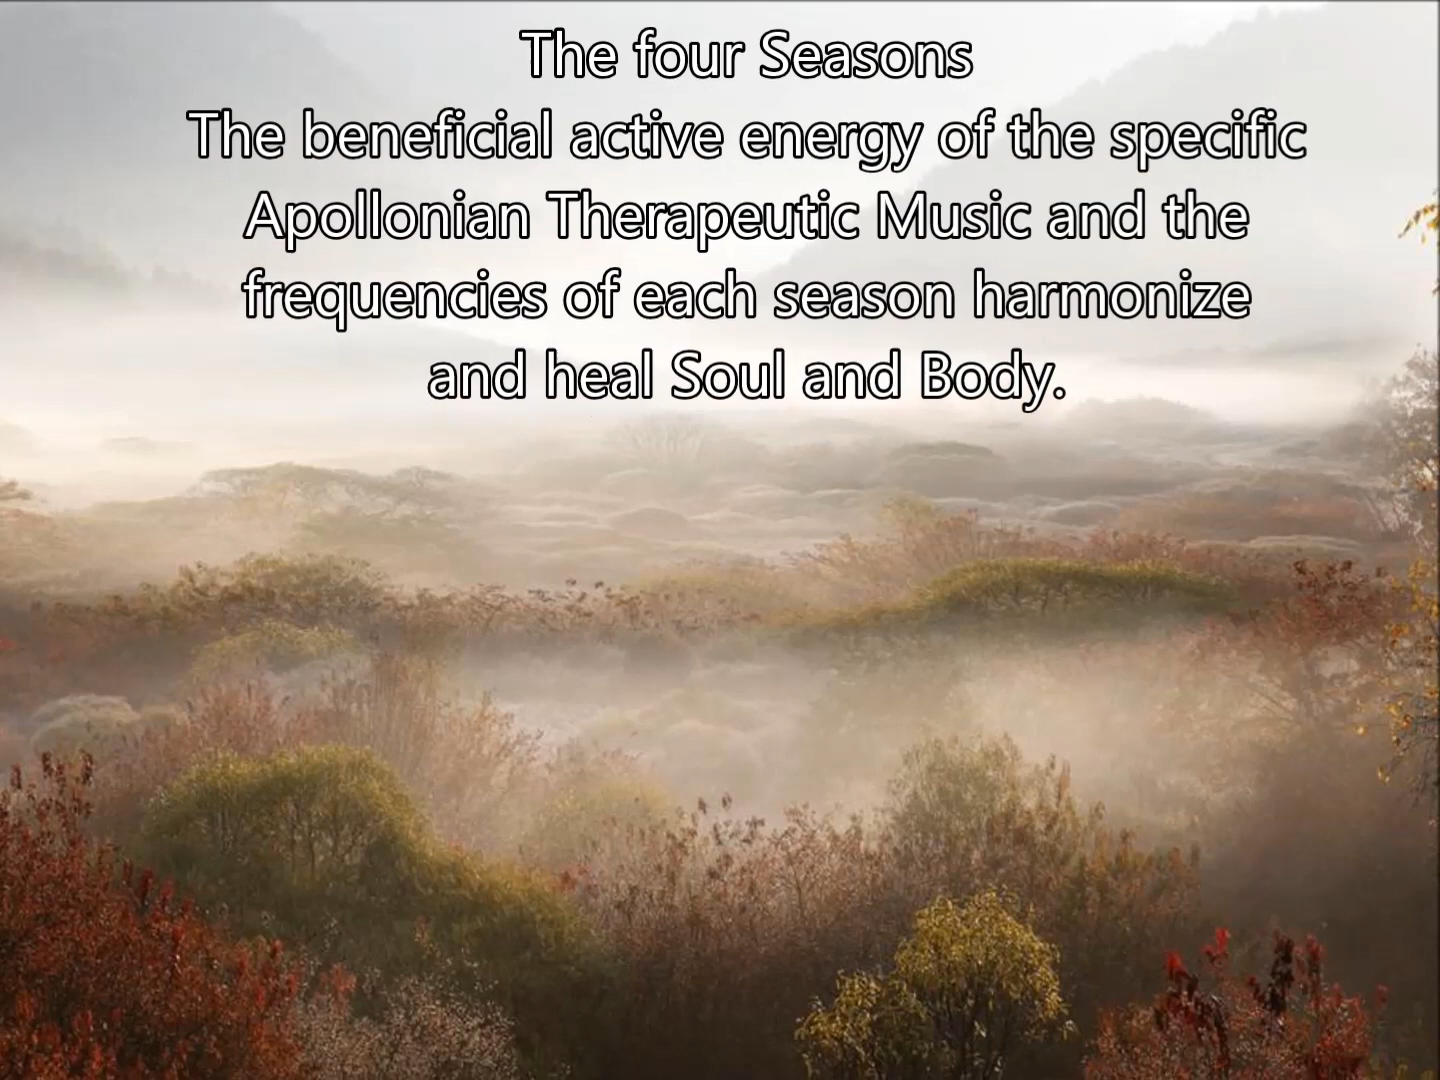 The four Seasons
The beneficial active energy of the specific
Apollonian Therapeutic Music and the
frequencies of each season harmonize
and heal Soul and Body.